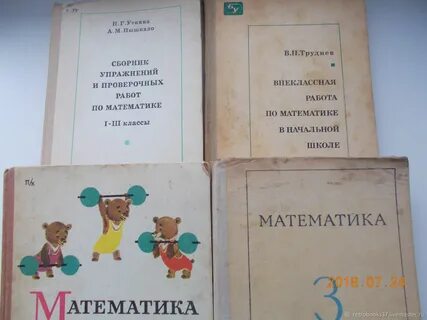 Н.Г.Уткина
А.М.Пышкало
СБОРНИК
УПРАЖНЕНИЙ
И ПРОВЕРОЧНЫХ
РАБОТ
ПО МАТЕМАТИКЕ
I-III классы
В.П.Труднев
ВНЕКЛАССНАЯ
РАБОТА
ПО МАТЕМАТИКЕ
В НАЧАЛЬНОЙ
ШКОЛЕ
П/к
МАТЕМАТИКА
МАТЕМАТИКА
3
2018.07.26